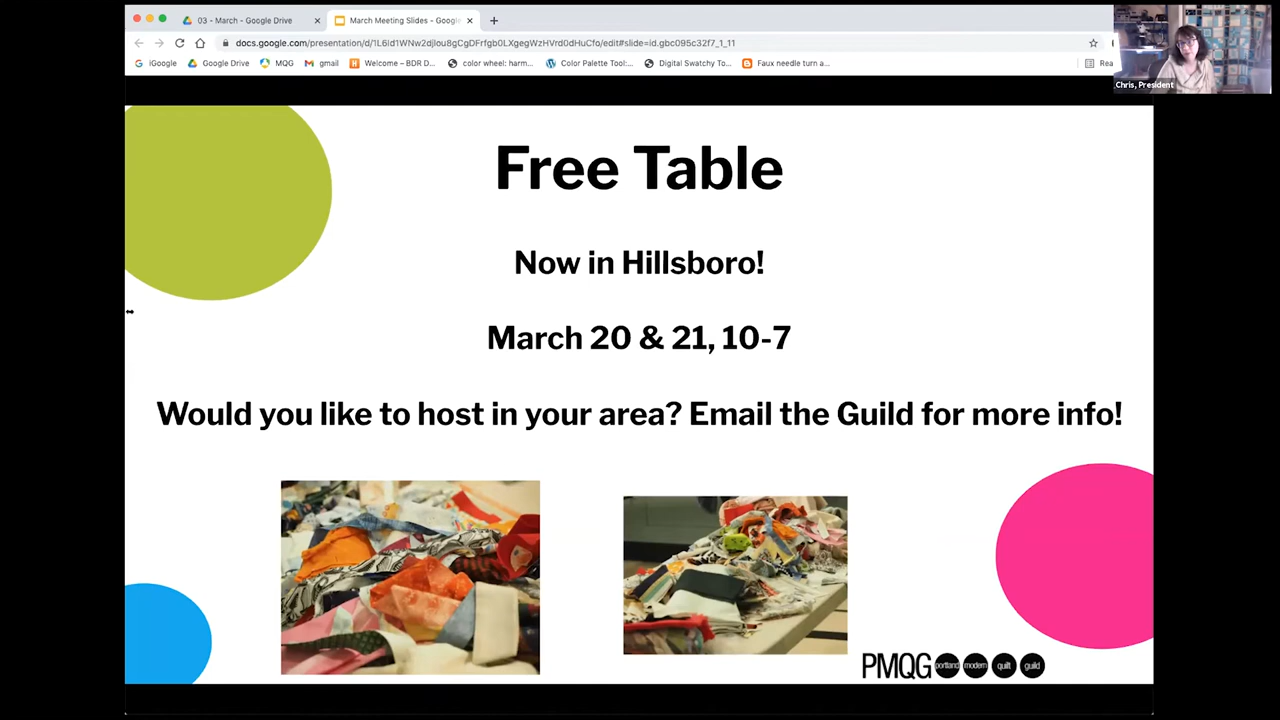 03 - March - Google Drive
March Meeting Slides - Googl
docs.google.com/presentation/d/1L6Id1WNw2djlou8gCgDFrfgb0LXgegWzHVrd0dHuCfo/edit#slide=id.gbc095c32f7_1_11
iGoogle
Google Drive
MQG
gmail
Welcome – BDR D...
color wheel: harm...
Color Palette Tool:...
Digital Swatchy To...
Faux needle turn a...
Rea
Chris, President
Free Table
Now in Hillsboro!
March 20 & 21, 10-7
Would you like to host in your area? Email the Guild for more info!
PMQG portland modern quilt guild